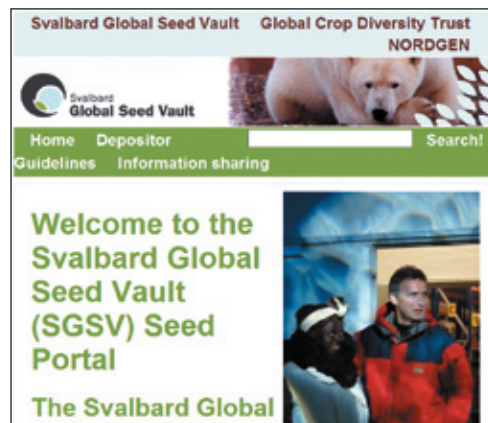 Svalbard Global Seed Vault Global Crop Diversity Trust
NORDGEN
Svalbard
Global Seed Vault
Home Depositor Search!
Guidelines Information sharing
Welcome to the
Svalbard Global
Seed Vault
(SGSV) Seed
Portal
The Svalbard Global